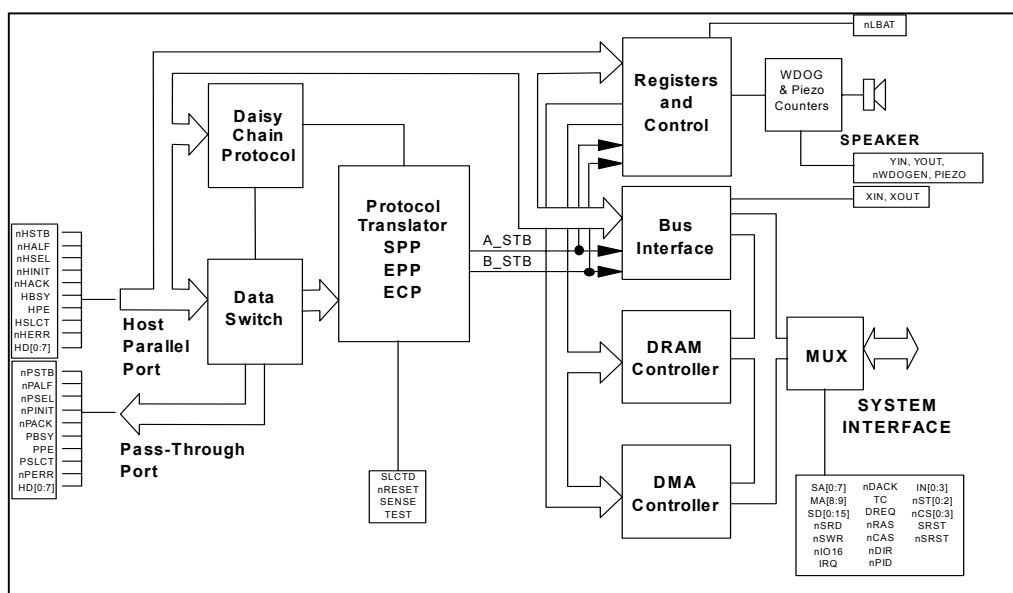 nLBAT
Registers
and
Control
WDOG
& Piezo
Counters
SPEAKER
YIN, YOUT,
nWDOGEN, PIEZO
XIN, XOUT
Daisy
Chain
Protocol
Protocol
Translator
SPP
EPP
ECP
A_STB
B_STB
Bus
Interface
nHSTB
nHALF
nHSEL
nHINIT
nHACK
HBSY
HPE
HSLCT
nHERR
HD[0:7]
Host
Parallel
Port
Data
Switch
DRAM
Controller
MUX
SYSTEM
INTERFACE
nPSTB
nPALF
nPSEL
nPINIT
nPACK
PBSY
PPE
PSLCT
nPERR
HD[0:7]
Pass-Through
Port
SLCTD
nRESET
SENSE
TEST
DMA
Controller
SA[0:7] nDACK IN[0:3]
MA[8:9] TC nST[0:2]
SD[0:15] DREQ nCS[0:3]
nSRD nRAS SRST
nSWR nCAS nSRST
nIO16 nDIR
IRQ nPID